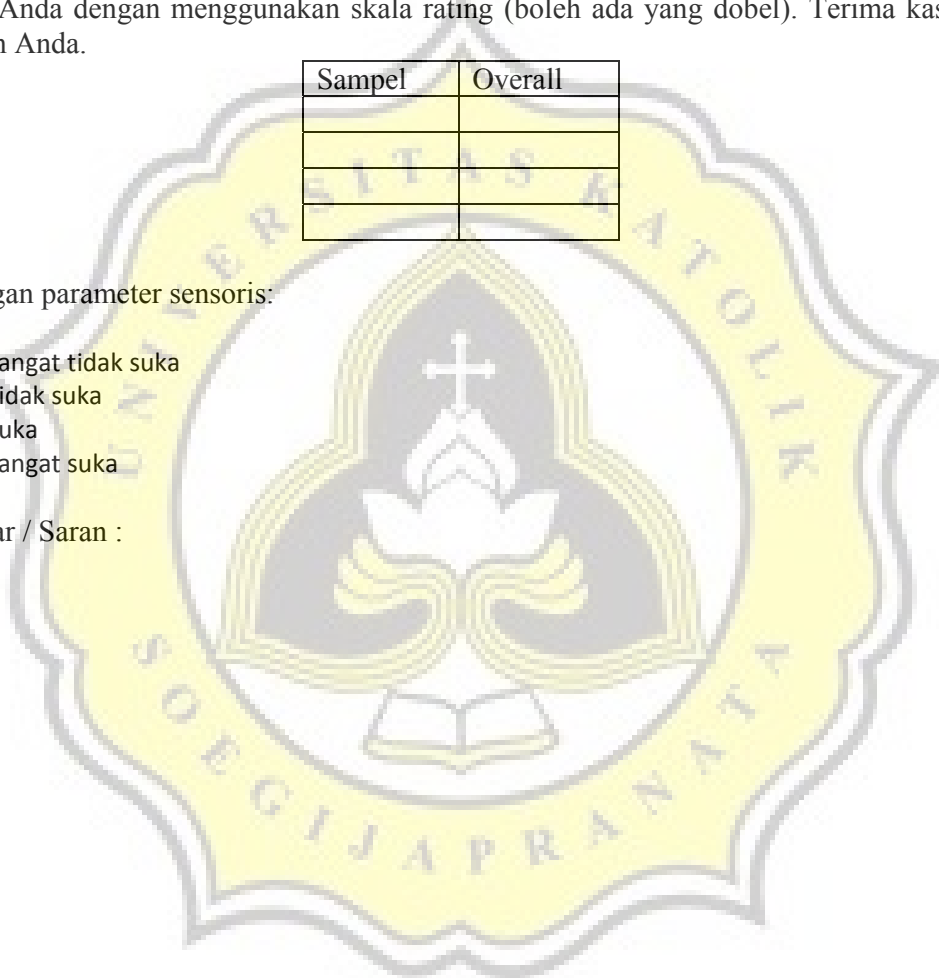 Anda dengan menggunakan skala rating (boleh ada yang dobel). Terima kas
n Anda.
Sampel Overall
gan parameter sensoris:
angat tidak suka
idak suka
uka
angat suka
ar / Saran :
UNIVERSITAS KATOLIK
SOEGIJAPRANATA